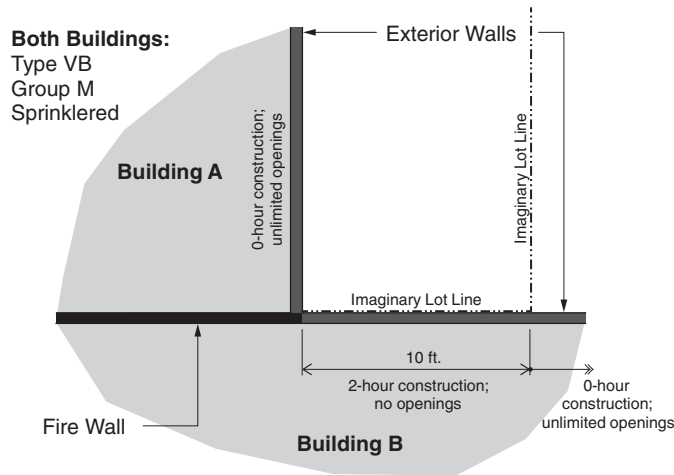 Both Buildings:
Type VB
Group M
Sprinklered
Exterior Walls
Building A
0-hour construction;
unlimited openings
Imaginary Lot Line
Imaginary Lot Line
10 ft.
2-hour construction;
no openings
0-hour
construction;
unlimited openings
Fire Wall
Building B